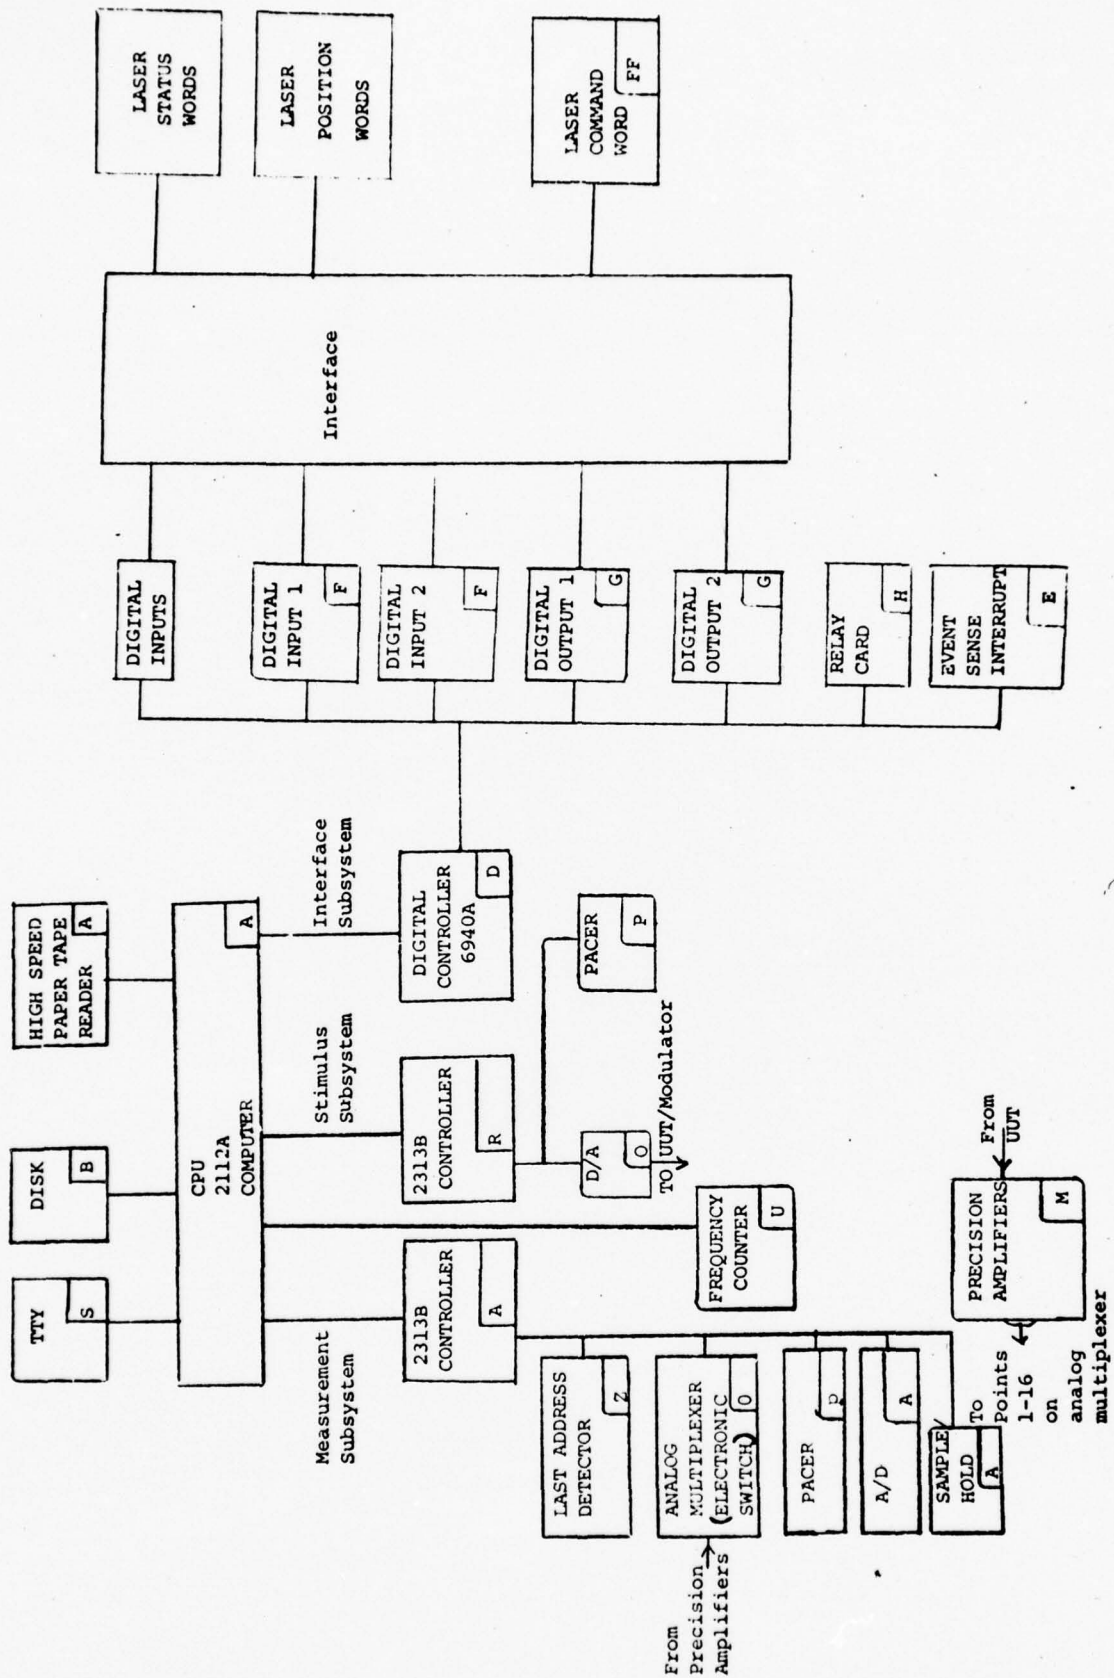 TTY
S
DISK
B
HIGH SPEED
PAPER TAPE
READER
A
CPU
2112A
COMPUTER
A
Measurement
Subsystem
Stimulus
Subsystem
Interface
Subsystem
2313B
CONTROLLER
A
2313B
CONTROLLER
R
DIGITAL
CONTROLLER
6940A
D
LAST ADDRESS
DETECTOR
Z
From
Precision
Amplifiers
ANALOG
MULTIPLEXER
(ELECTRONIC
SWITCH)
O
PACER
P
A/D
A
SAMPLE/
HOLD
A
FREQUENCY
COUNTER
U
D/A
O
TO UUT/Modulator
PACER
P
To
Points
1-16
on
analog
multiplexer
PRECISION
AMPLIFIERS
M
From
UUT
DIGITAL
INPUTS
DIGITAL
INPUT 1
F
DIGITAL
INPUT 2
F
DIGITAL
OUTPUT 1
G
DIGITAL
OUTPUT 2
G
RELAY
CARD
H
EVENT
SENSE
INTERRUPT
E
Interface
LASER
STATUS
WORDS
LASER
POSITION
WORDS
LASER
COMMAND
WORD
FF